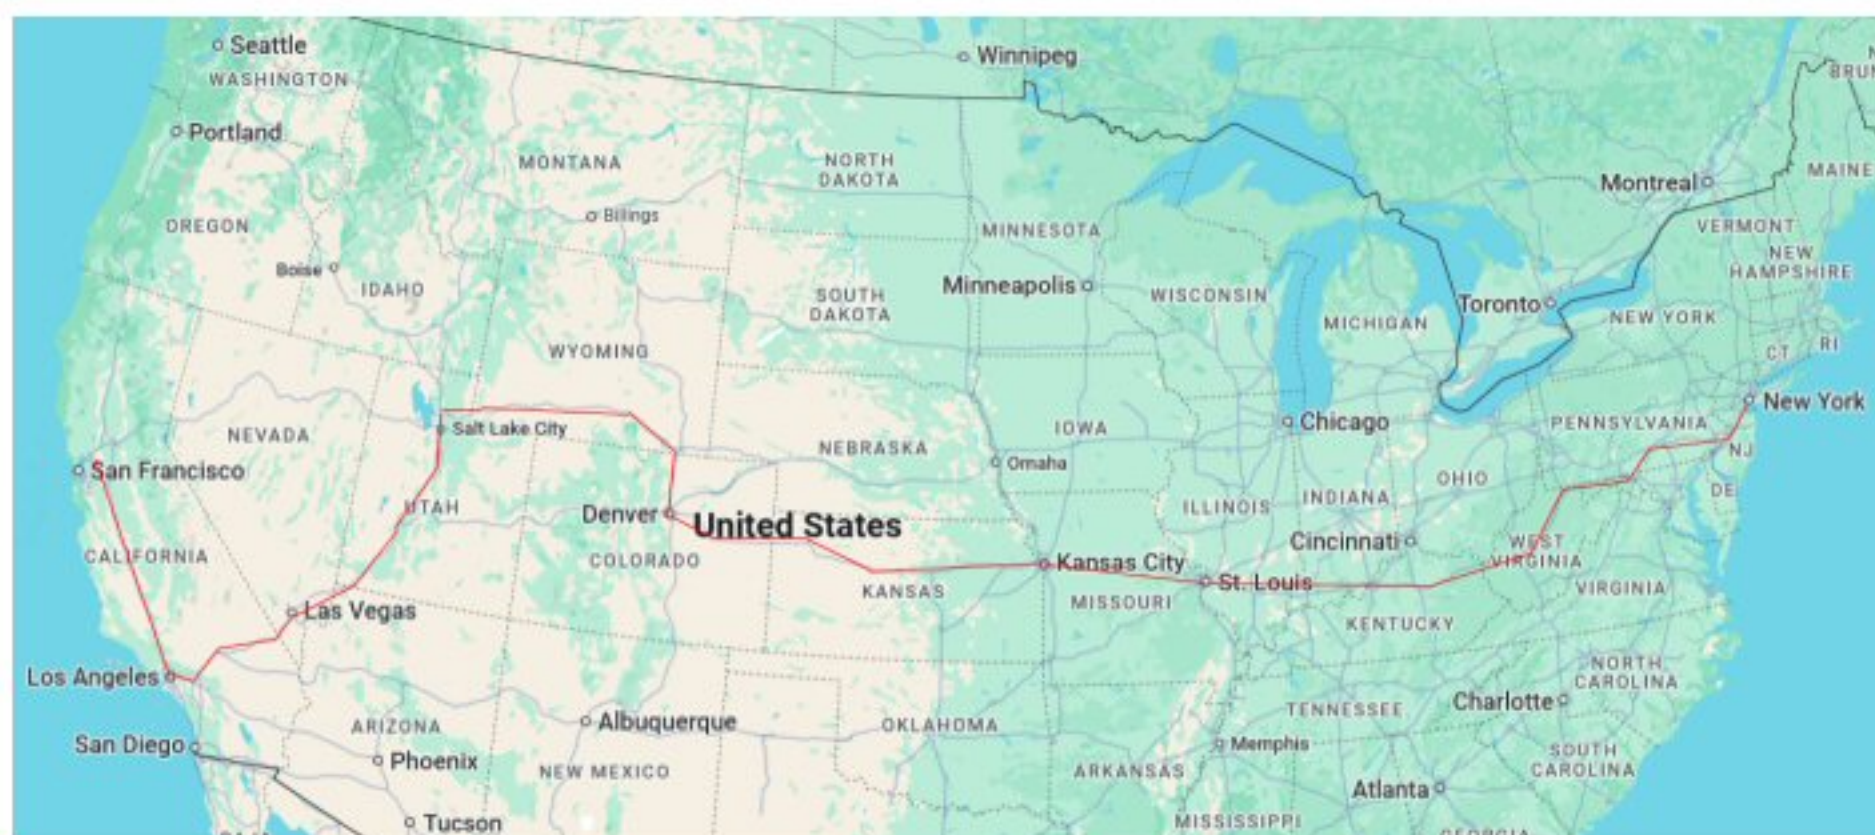 Seattle
WASHINGTON
Winnipeg
Portland
MONTANA
NORTH
DAKOTA
Montreal
MAINE
OREGON
Billings
MINNESOTA
VERMONT
NEW
HAMPSHIRE
Boise
IDAHO
Minneapolis
SOUTH
DAKOTA
WISCONSIN
Toronto
NEW YORK
MICHIGAN
WYOMING
CT
RI
New York
Salt Lake City
NEVADA
Chicago
PENNSYLVANIA
IOWA
NEBRASKA
NJ
San Francisco
Omaha
OHIO
DE
UTAH
ILLINOIS
INDIANA
Denver
United States
Cincinnati
WEST
VIRGINIA
CALIFORNIA
COLORADO
Kansas City
St. Louis
VIRGINIA
KANSAS
MISSOURI
Las Vegas
KENTUCKY
Los Angeles
NORTH
CAROLINA
Charlotte
TENNESSEE
ARIZONA
Albuquerque
OKLAHOMA
San Diego
Memphis
Phoenix
NEW MEXICO
ARKANSAS
SOUTH
CAROLINA
Atlanta
Tucson
MISSISSIPPI